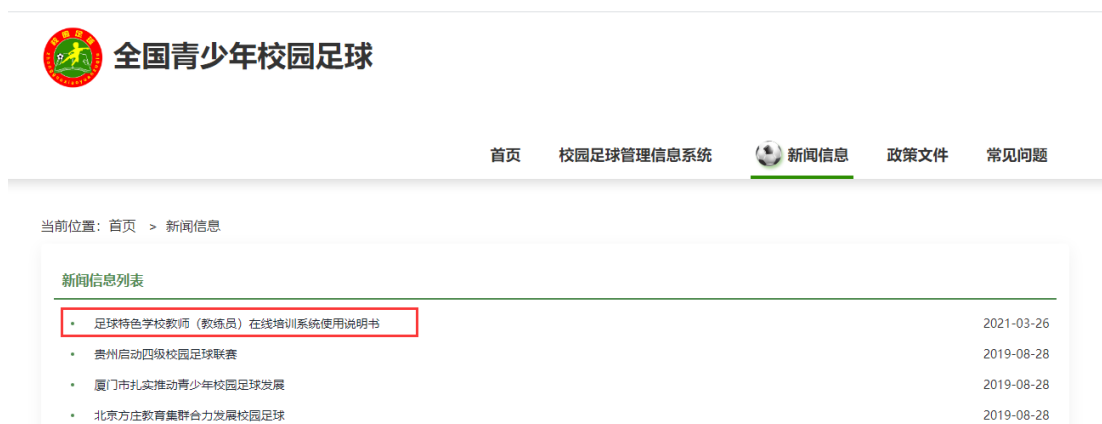 校园足球
全国青少年校园足球
首页 校园足球管理信息系统 新闻信息 政策文件 常见问题
当前位置：首页 > 新闻信息
新闻信息列表
• 足球特色学校教师（教练员）在线培训系统使用说明书 2021-03-26
• 贵州启动四级校园足球联赛 2019-08-28
• 厦门市扎实推动青少年校园足球发展 2019-08-28
• 北京方庄教育集群合力发展校园足球 2019-08-28